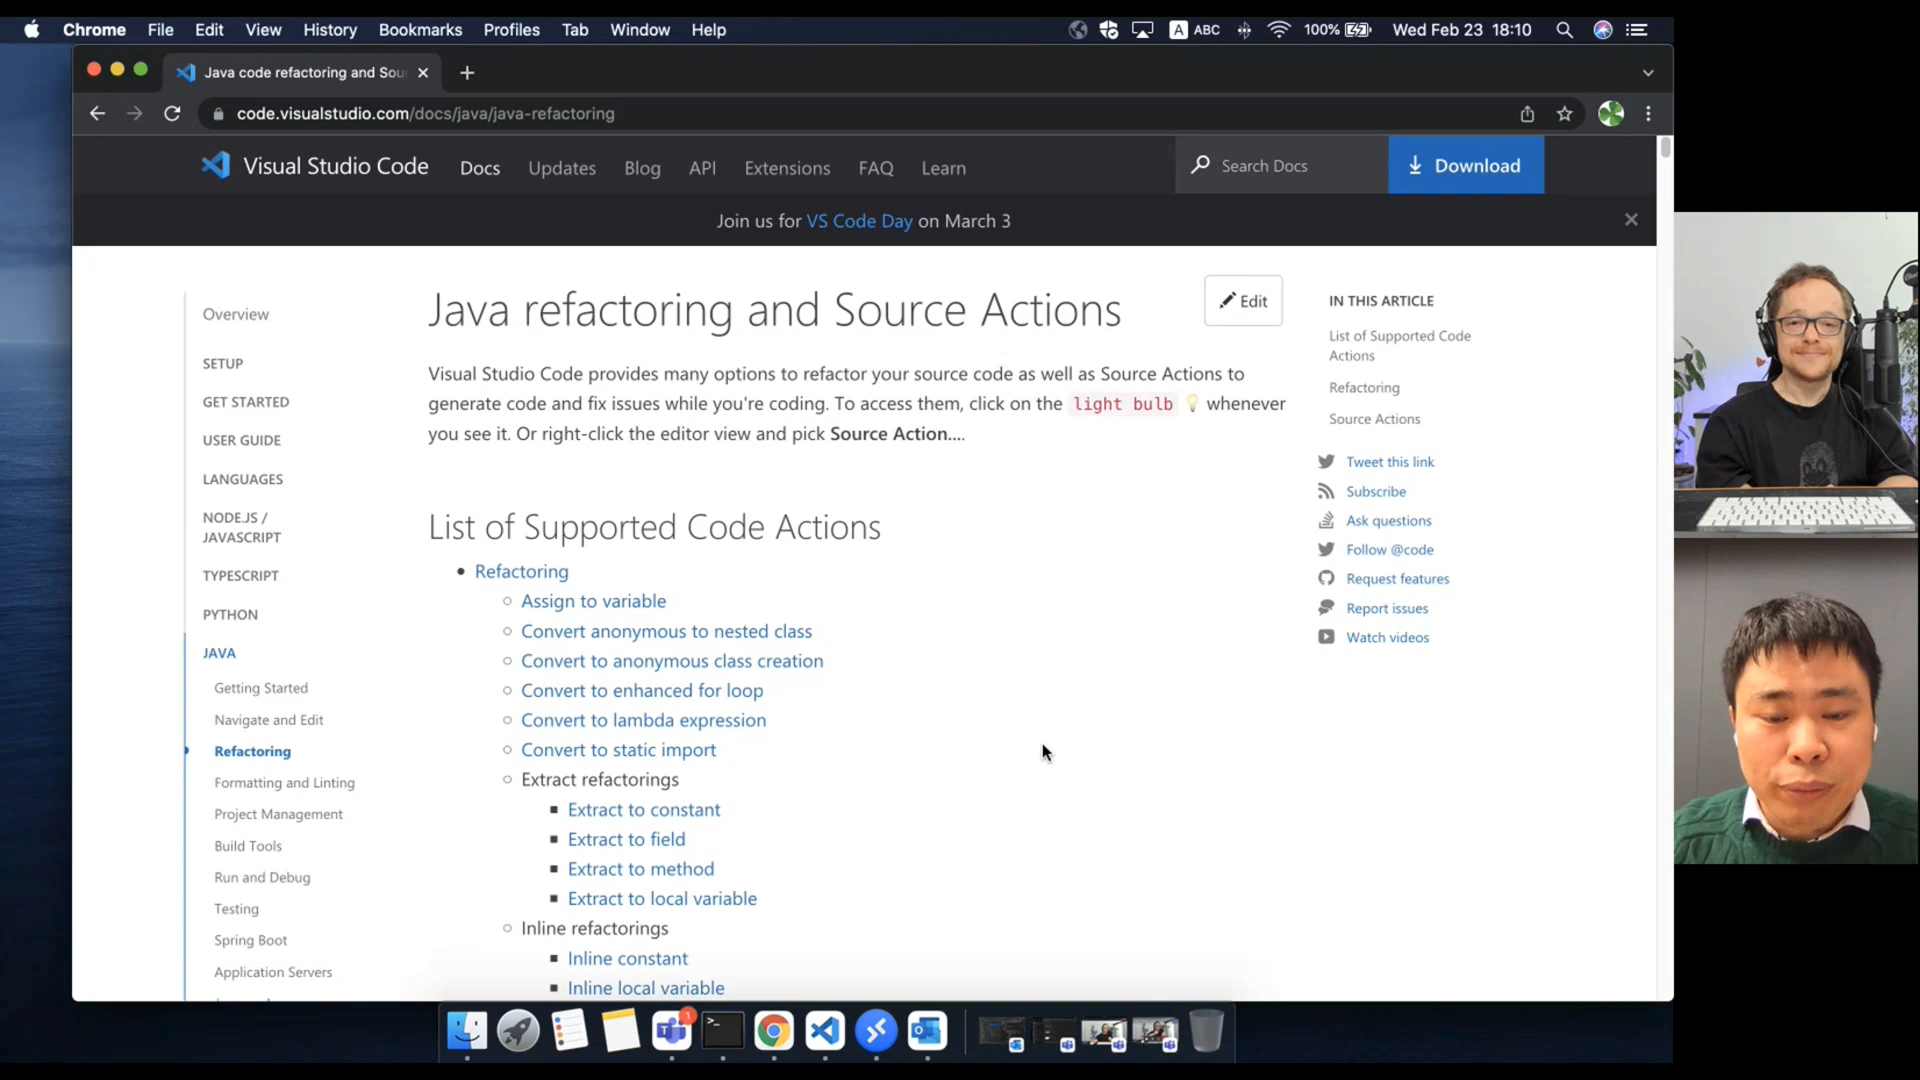 Chrome File Edit View History Bookmarks Profiles Tab Window Help
A ABC 100% Wed Feb 23 18:10
Java code refactoring and Sou
code.visualstudio.com/docs/java/java-refactoring
Visual Studio Code Docs Updates Blog API Extensions FAQ Learn Search Docs Download
Join us for VS Code Day on March 3
Overview
SETUP
GET STARTED
USER GUIDE
LANGUAGES
NODE.JS /
JAVASCRIPT
TYPESCRIPT
PYTHON
JAVA
Getting Started
Navigate and Edit
Refactoring
Formatting and Linting
Project Management
Build Tools
Run and Debug
Testing
Spring Boot
Application Servers
Java refactoring and Source Actions
Edit
Visual Studio Code provides many options to refactor your source code as well as Source Actions to
generate code and fix issues while you're coding. To access them, click on the light bulb 💡 whenever
you see it. Or right-click the editor view and pick Source Action....
List of Supported Code Actions
• Refactoring
○ Assign to variable
○ Convert anonymous to nested class
○ Convert to anonymous class creation
○ Convert to enhanced for loop
○ Convert to lambda expression
○ Convert to static import
○ Extract refactorings
▪ Extract to constant
▪ Extract to field
▪ Extract to method
▪ Extract to local variable
○ Inline refactorings
▪ Inline constant
▪ Inline local variable
IN THIS ARTICLE
List of Supported Code
Actions
Refactoring
Source Actions
Tweet this link
Subscribe
Ask questions
Follow @code
Request features
Report issues
Watch videos
1